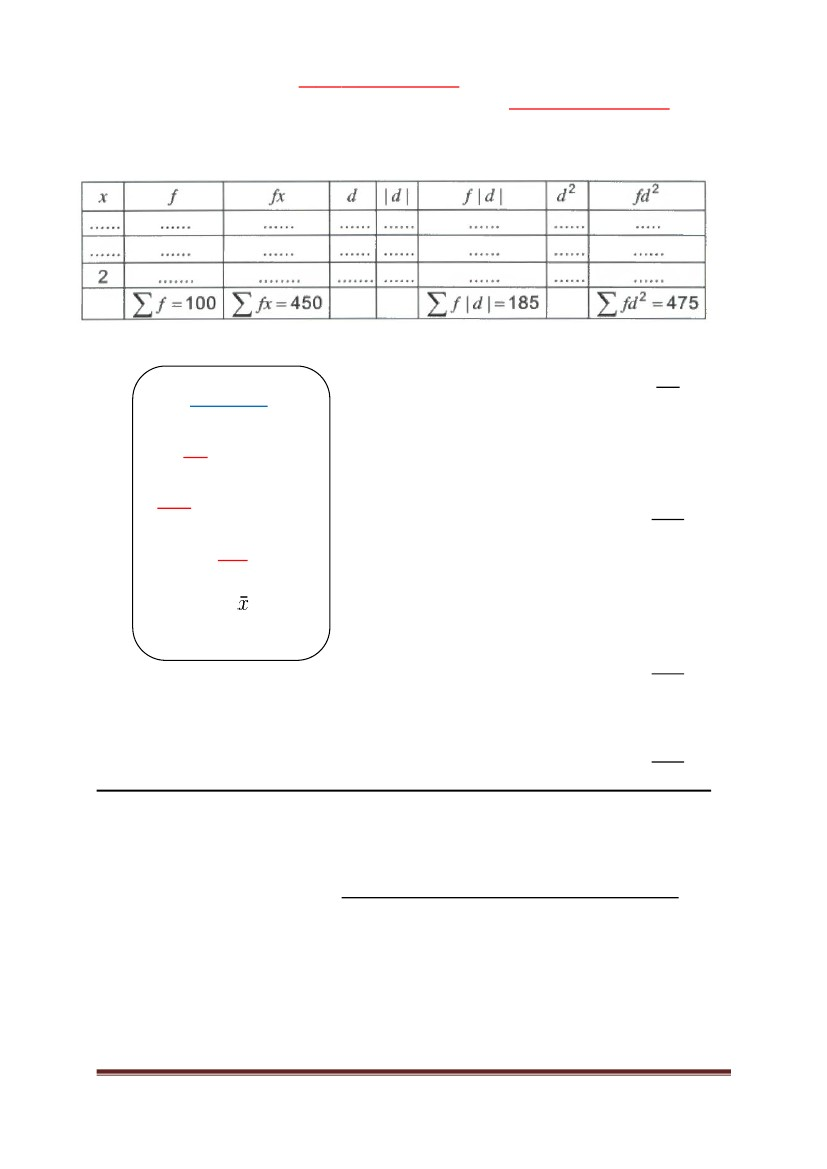 x f fx d |d| f |d| d² fd²
...... ...... ...... ...... ...... ...... ...... .....
...... ...... ...... ...... ...... ...... ...... ......
2 ....... ........ ....... ...... ...... ...... ......
∑ f = 100 ∑ fx = 450 ∑ f |d| = 185 ∑ fd² = 475
x̄